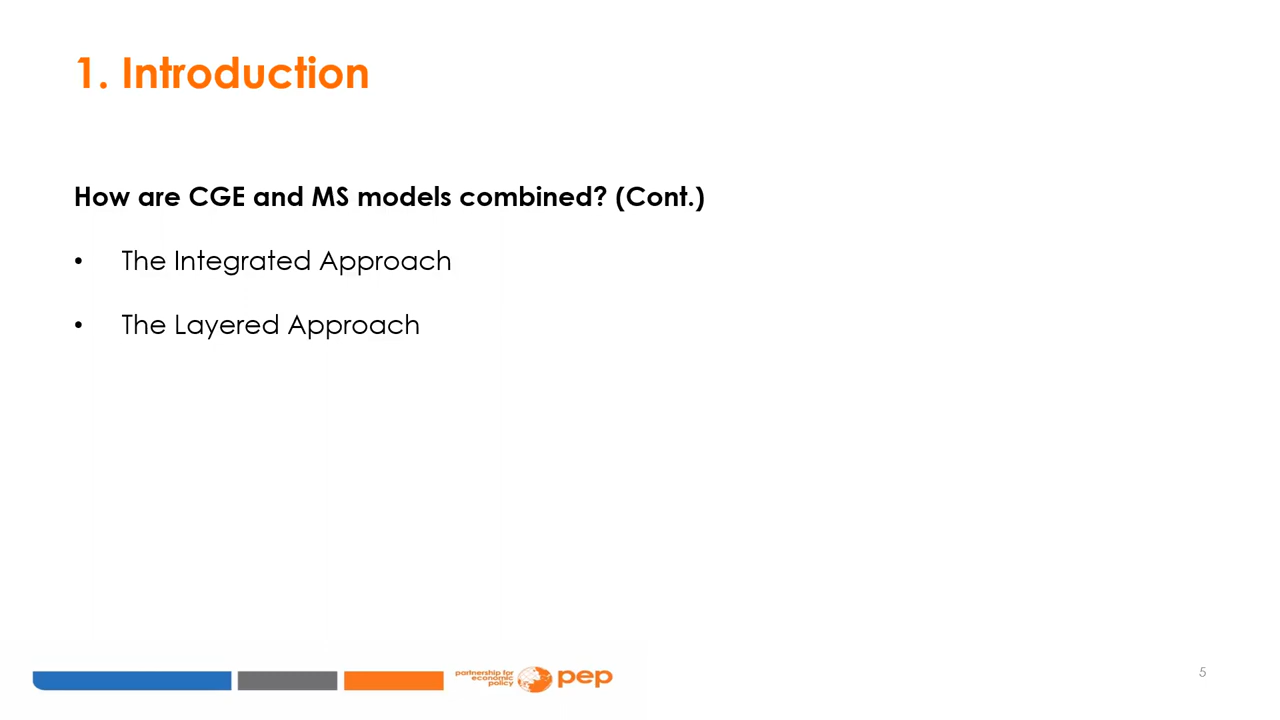 1. Introduction
How are CGE and MS models combined? (Cont.)
• The Integrated Approach
• The Layered Approach
partnership for
economic
policy
pep
5